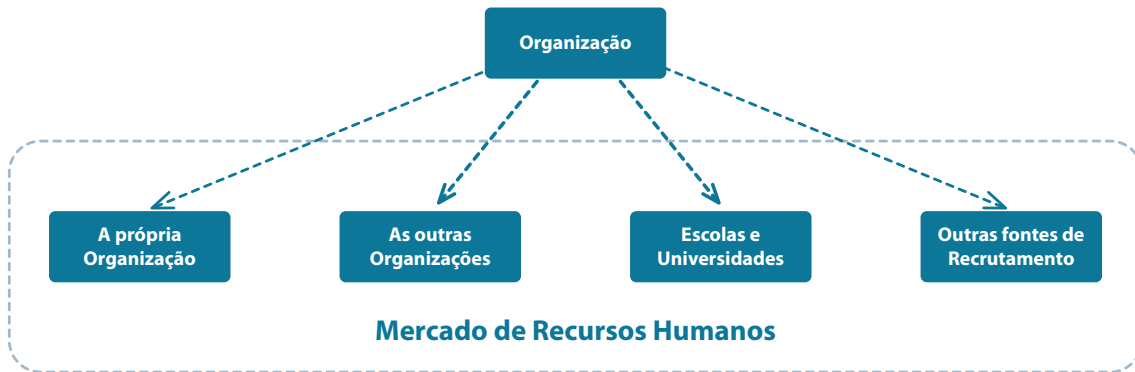 Organização
A própria
Organização
As outras
Organizações
Escolas e
Universidades
Outras fontes de
Recrutamento
Mercado de Recursos Humanos